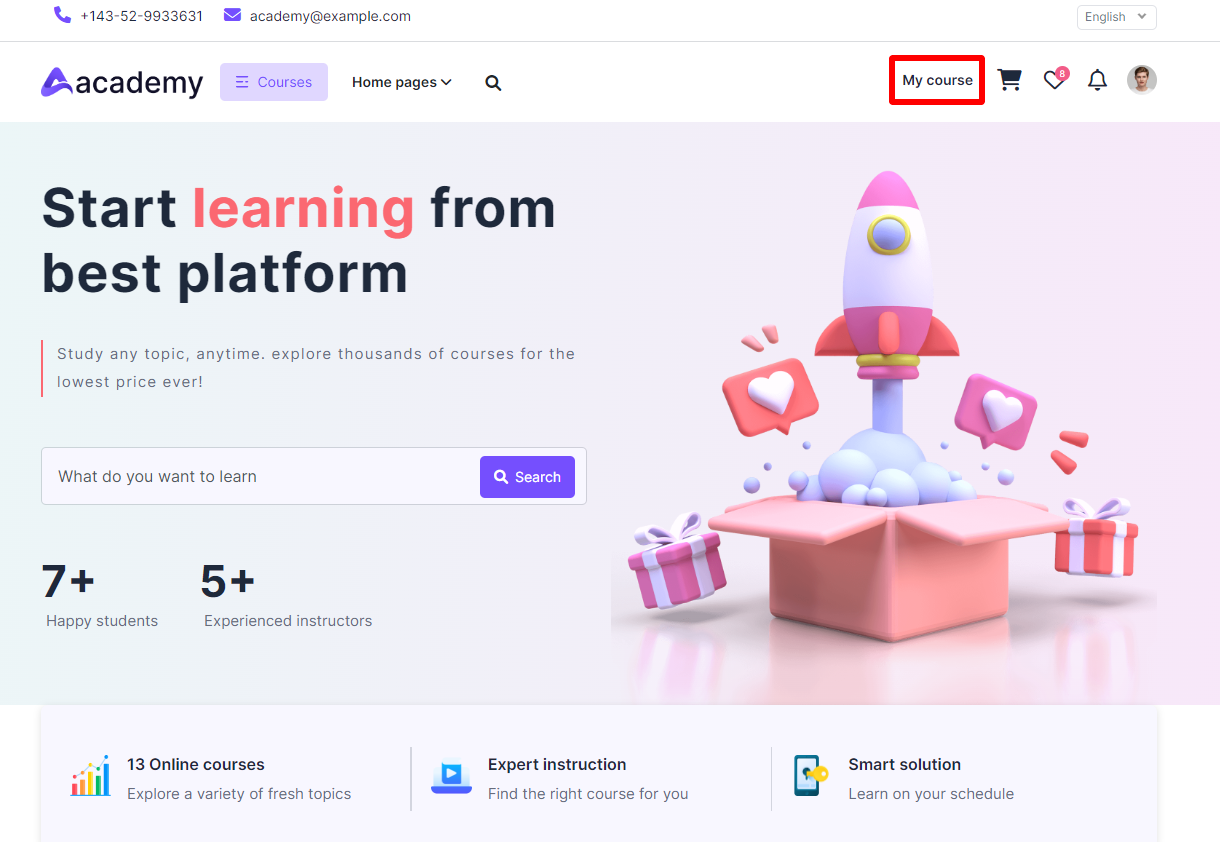 +143-52-9933631 academy@example.com English
academy Courses Home pages My course 8
Start learning from
best platform
Study any topic, anytime. explore thousands of courses for the
lowest price ever!
What do you want to learn Search
7+ 5+
Happy students Experienced instructors
13 Online courses Expert instruction Smart solution
Explore a variety of fresh topics Find the right course for you Learn on your schedule